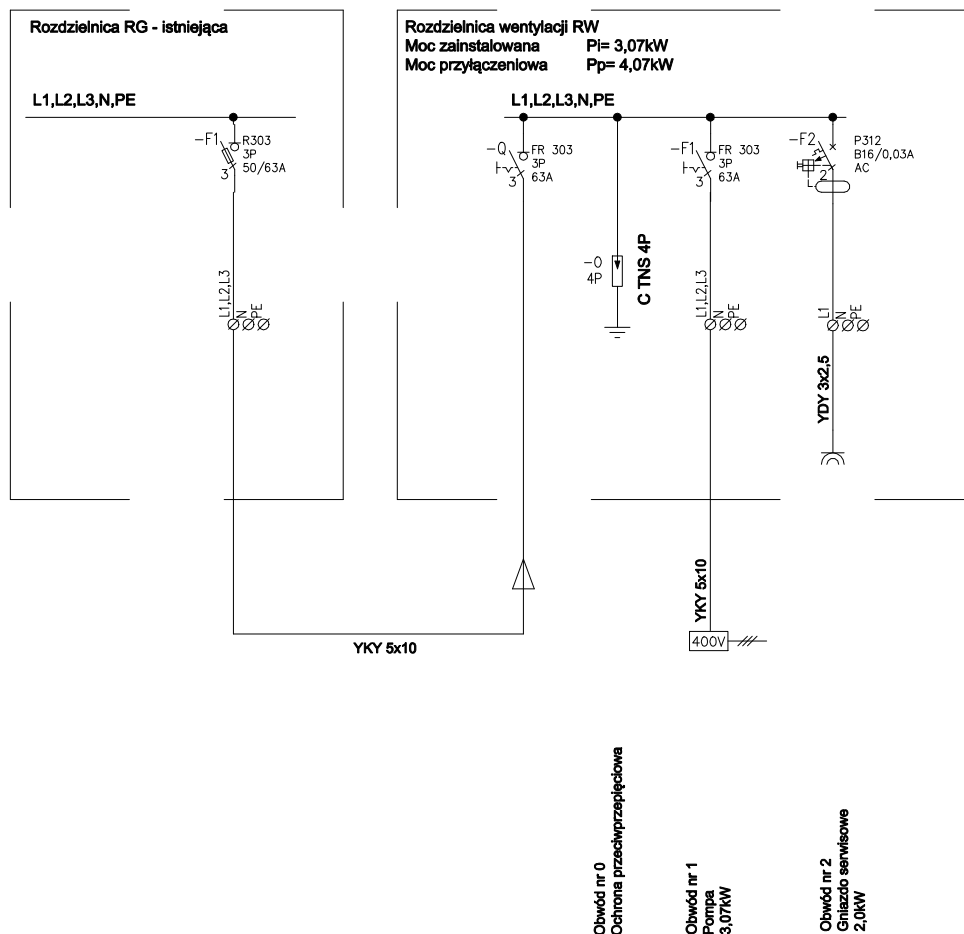 Rozdzielnica RG - istniejąca
L1,L2,L3,N,PE
-F1
R303
3P
50/63A
3
L1,L2,L3
N
PE
YKY 5x10
Rozdzielnica wentylacji RW
Moc zainstalowana Pi= 3,07kW
Moc przyłączeniowa Pp= 4,07kW
L1,L2,L3,N,PE
-Q
FR 303
3P
63A
3
-0
4P
C TNS 4P
-F1
FR 303
3P
63A
3
L1,L2,L3
N
PE
YKY 5x10
400V
-F2
P312
B16/0,03A
AC
2
L1
N
PE
YDY 3x2,5
Obwód nr 0
Ochrona przeciwprzepięciowa
Obwód nr 1
Pompa
3,07kW
Obwód nr 2
Gniazdo serwisowe
2,0kW